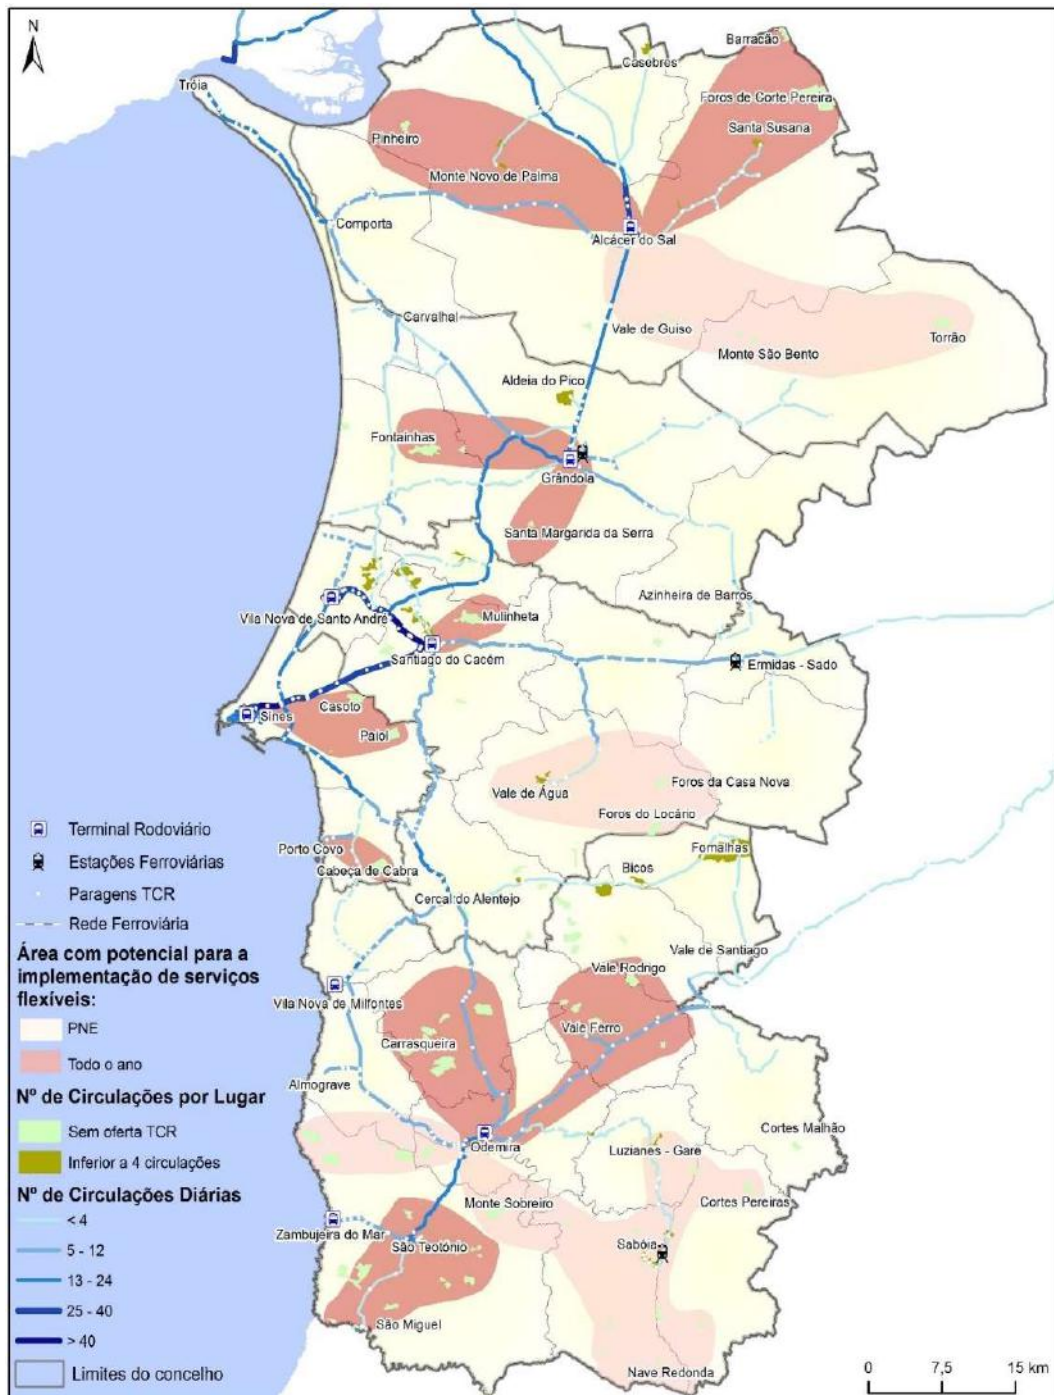 N
Barracão
Casebres
Tróia
Foros de Corte Pereira
Santa Susana
Pinheiro
Monte Novo de Palma
Comporta
Alcácer do Sal
Carvalhal
Vale de Guiso
Torrão
Monte São Bento
Aldeia do Pico
Fontainhas
Grândola
Santa Margarida da Serra
Azinheira de Barros
Mulinheta
Vila Nova de Santo André
Santiago do Cacém
Ermidas - Sado
Casoto
Sines
Paiol
Foros da Casa Nova
Vale de Água
Foros do Locário
Porto Covo
Cabeça de Cabra
Fornalhas
Bicos
Cercal do Alentejo
Vale de Santiago
Vale Rodrigo
Vila Nova de Milfontes
Vale Ferro
Carrasqueira
Almograve
Odemira
Luzianes - Gare
Cortes Malhão
Monte Sobreiro
Cortes Pereiras
Zambujeira do Mar
São Teotónio
Sabóia
São Miguel
Nave Redonda
Terminal Rodoviário
Estações Ferroviárias
Paragens TCR
Rede Ferroviária
Área com potencial para a
implementação de serviços
flexíveis:
PNE
Todo o ano
Nº de Circulações por Lugar
Sem oferta TCR
Inferior a 4 circulações
Nº de Circulações Diárias
< 4
5 - 12
13 - 24
25 - 40
> 40
Limites do concelho
0 7,5 15 km